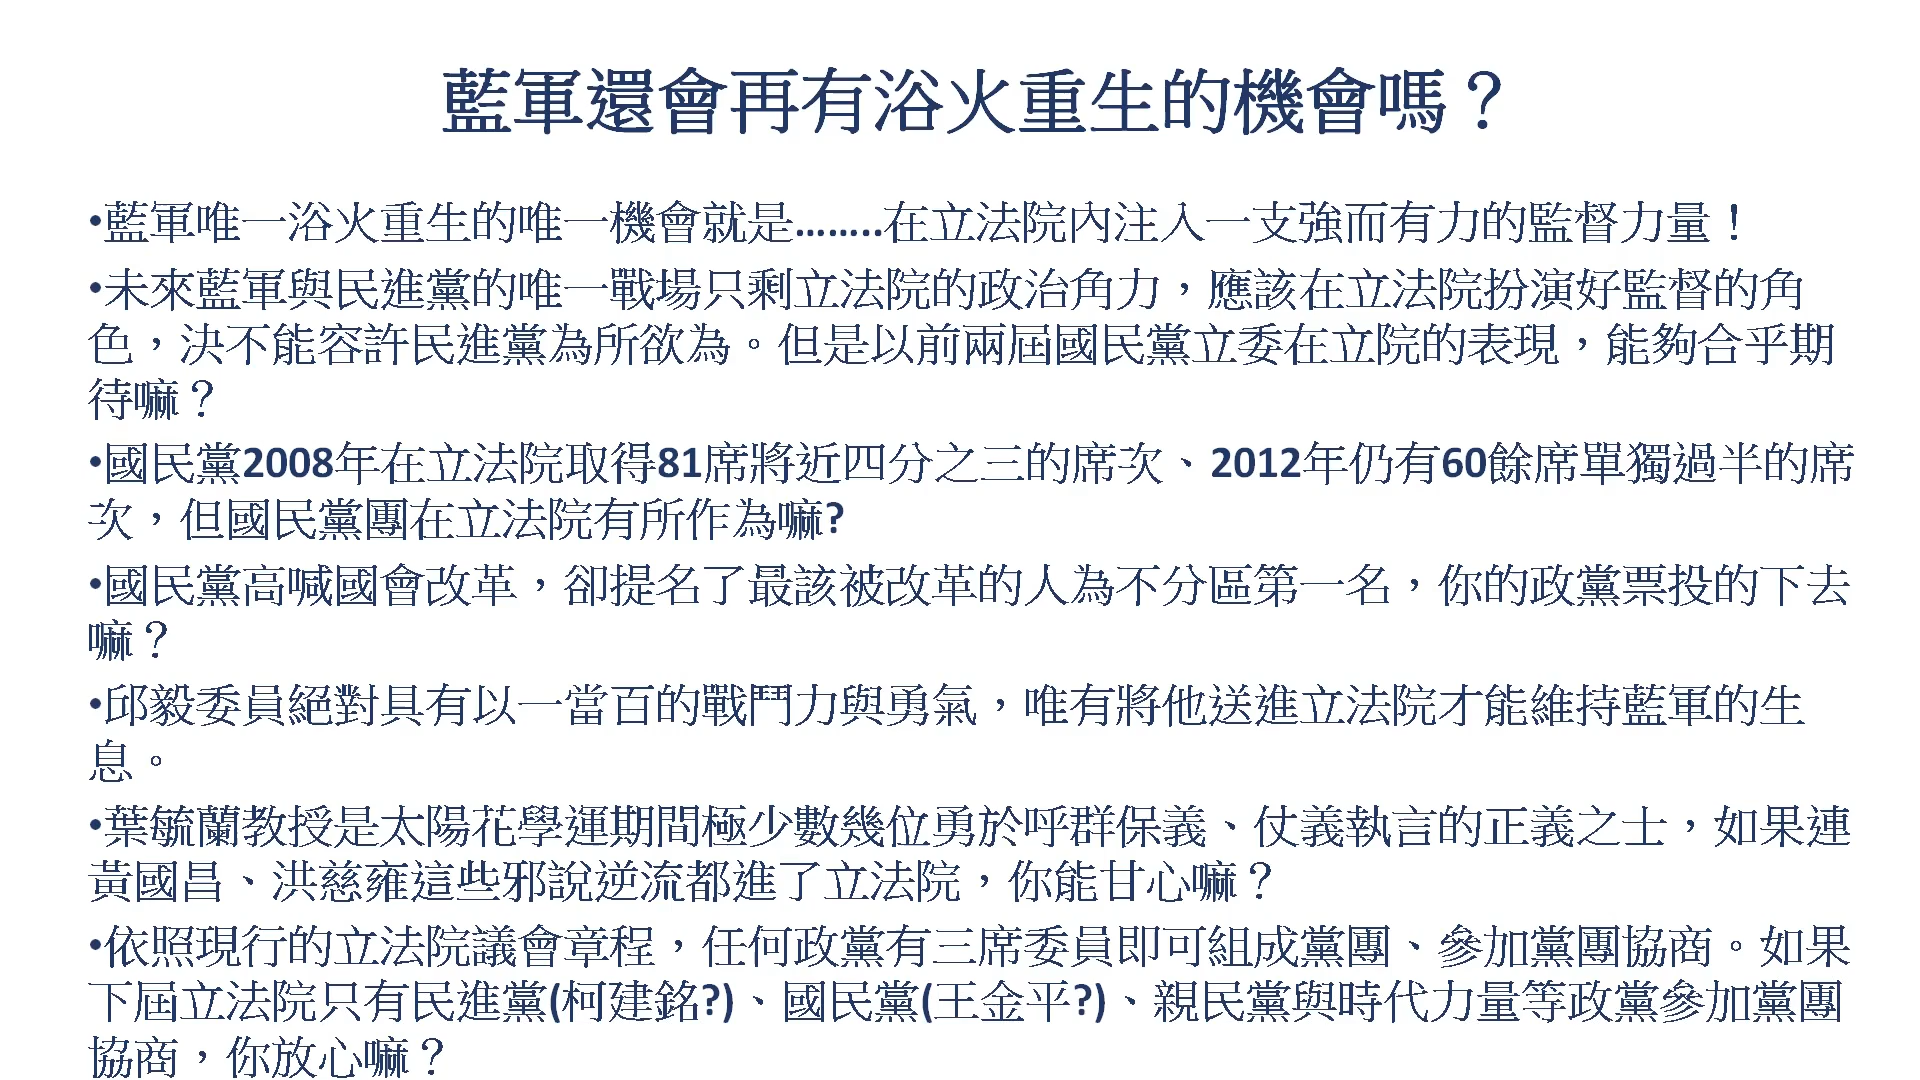 藍軍還會再有浴火重生的機會嗎？
•藍軍唯一浴火重生的唯一機會就是……..在立法院內注入一支強而有力的監督力量！
•未來藍軍與民進黨的唯一戰場只剩立法院的政治角力，應該在立法院扮演好監督的角
色，決不能容許民進黨為所欲為。但是以前兩屆國民黨立委在立院的表現，能夠合乎期
待嘛？
•國民黨2008年在立法院取得81席將近四分之三的席次、2012年仍有60餘席單獨過半的席
次，但國民黨團在立法院有所作為嘛?
•國民黨高喊國會改革，卻提名了最該被改革的人為不分區第一名，你的政黨票投的下去
嘛？
•邱毅委員絕對具有以一當百的戰鬥力與勇氣，唯有將他送進立法院才能維持藍軍的生
息。
•葉毓蘭教授是太陽花學運期間極少數幾位勇於呼群保義、仗義執言的正義之士，如果連
黃國昌、洪慈雍這些邪說逆流都進了立法院，你能甘心嘛？
•依照現行的立法院議會章程，任何政黨有三席委員即可組成黨團、參加黨團協商。如果
下屆立法院只有民進黨(柯建銘?)、國民黨(王金平?)、親民黨與時代力量等政黨參加黨團
協商，你放心嘛？